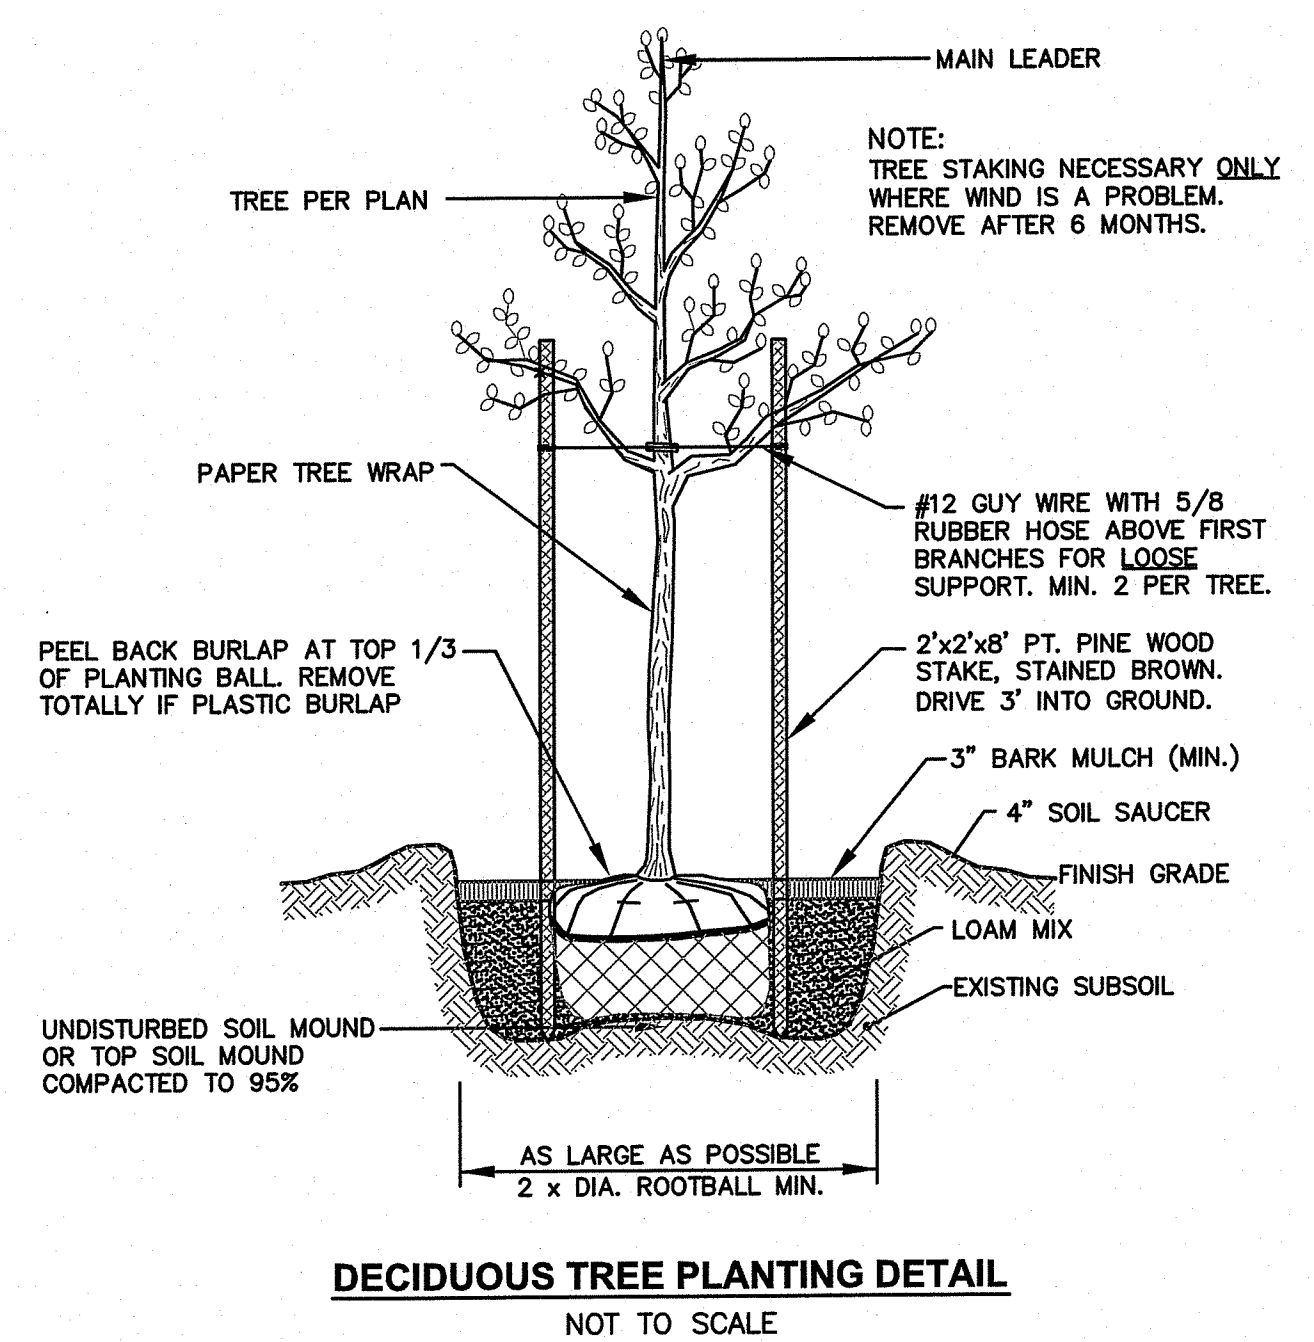 MAIN LEADER
NOTE:
TREE STAKING NECESSARY ONLY
WHERE WIND IS A PROBLEM.
REMOVE AFTER 6 MONTHS.
TREE PER PLAN
PAPER TREE WRAP
#12 GUY WIRE WITH 5/8
RUBBER HOSE ABOVE FIRST
BRANCHES FOR LOOSE
SUPPORT. MIN. 2 PER TREE.
PEEL BACK BURLAP AT TOP 1/3
OF PLANTING BALL. REMOVE
TOTALLY IF PLASTIC BURLAP
2'x2'x8' PT. PINE WOOD
STAKE, STAINED BROWN.
DRIVE 3' INTO GROUND.
3" BARK MULCH (MIN.)
4" SOIL SAUCER
FINISH GRADE
LOAM MIX
EXISTING SUBSOIL
UNDISTURBED SOIL MOUND
OR TOP SOIL MOUND
COMPACTED TO 95%
AS LARGE AS POSSIBLE
2 x DIA. ROOTBALL MIN.
DECIDUOUS TREE PLANTING DETAIL
NOT TO SCALE